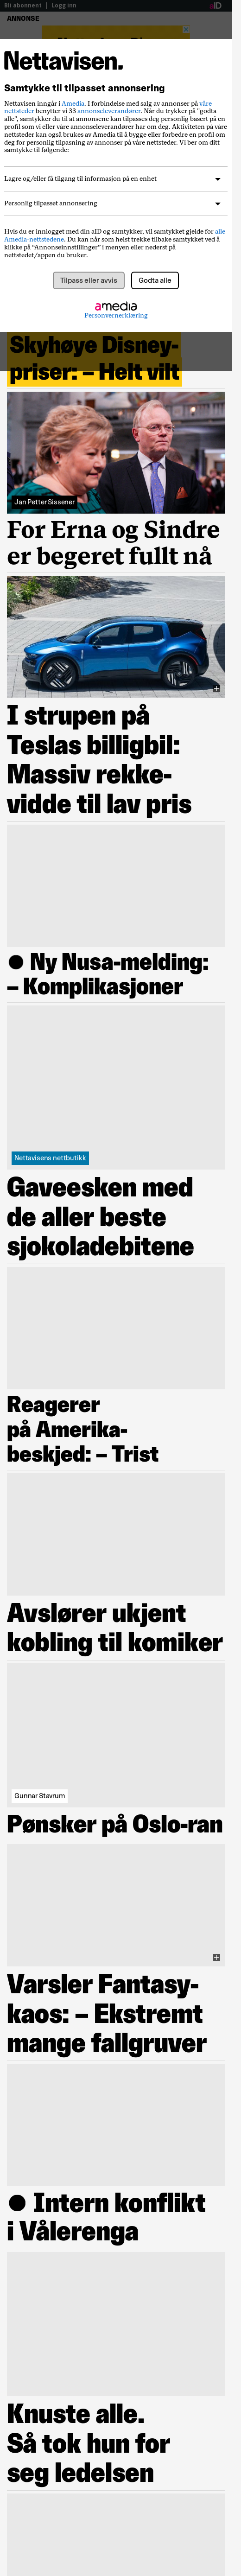 Bli abonnent | Logg inn
ANNONSE
Nettavisen.
Samtykke til tilpasset annonsering
Nettavisen inngår i Amedia. I forbindelse med salg av annonser på våre
nettsteder benytter vi 33 annonseleverandører. Når du trykker på "godta
alle", samtykker du til at annonsene kan tilpasses deg personlig basert på en
profil som vi eller våre annonseleverandører har om deg. Aktiviteten på våre
nettsteder vil også brukes av Amedia til å bygge eller forbedre en profil om
deg for personlig tilpasning av annonser på våre nettsteder. Vi ber om ditt
samtykke til følgende:
Lagre og/eller få tilgang til informasjon på en enhet
Personlig tilpasset annonsering
Hvis du er innlogget med din aID og samtykker, vil samtykket gjelde for alle
Amedia-nettstedene. Du kan når som helst trekke tilbake samtykket ved å
klikke på "Annonseinnstillinger" i menyen eller nederst på
nettstedet/appen du bruker.
Tilpass eller avvis
Godta alle
amedia
Personvernerklæring
Skyhøye Disney-
priser: – Helt vilt
Jan Petter Sissener
For Erna og Sindre
er begeret fullt nå
I strupen på
Teslas billigbil:
Massiv rekke-
vidde til lav pris
● Ny Nusa-melding:
– Komplikasjoner
Nettavisens nettbutikk
Gaveesken med
de aller beste
sjokoladebitene
Reagerer
på Amerika-
beskjed: – Trist
Avslører ukjent
kobling til komiker
Gunnar Stavrum
Pønsker på Oslo-ran
Varsler Fantasy-
kaos: – Ekstremt
mange fallgruver
● Intern konflikt
i Vålerenga
Knuste alle.
Så tok hun for
seg ledelsen